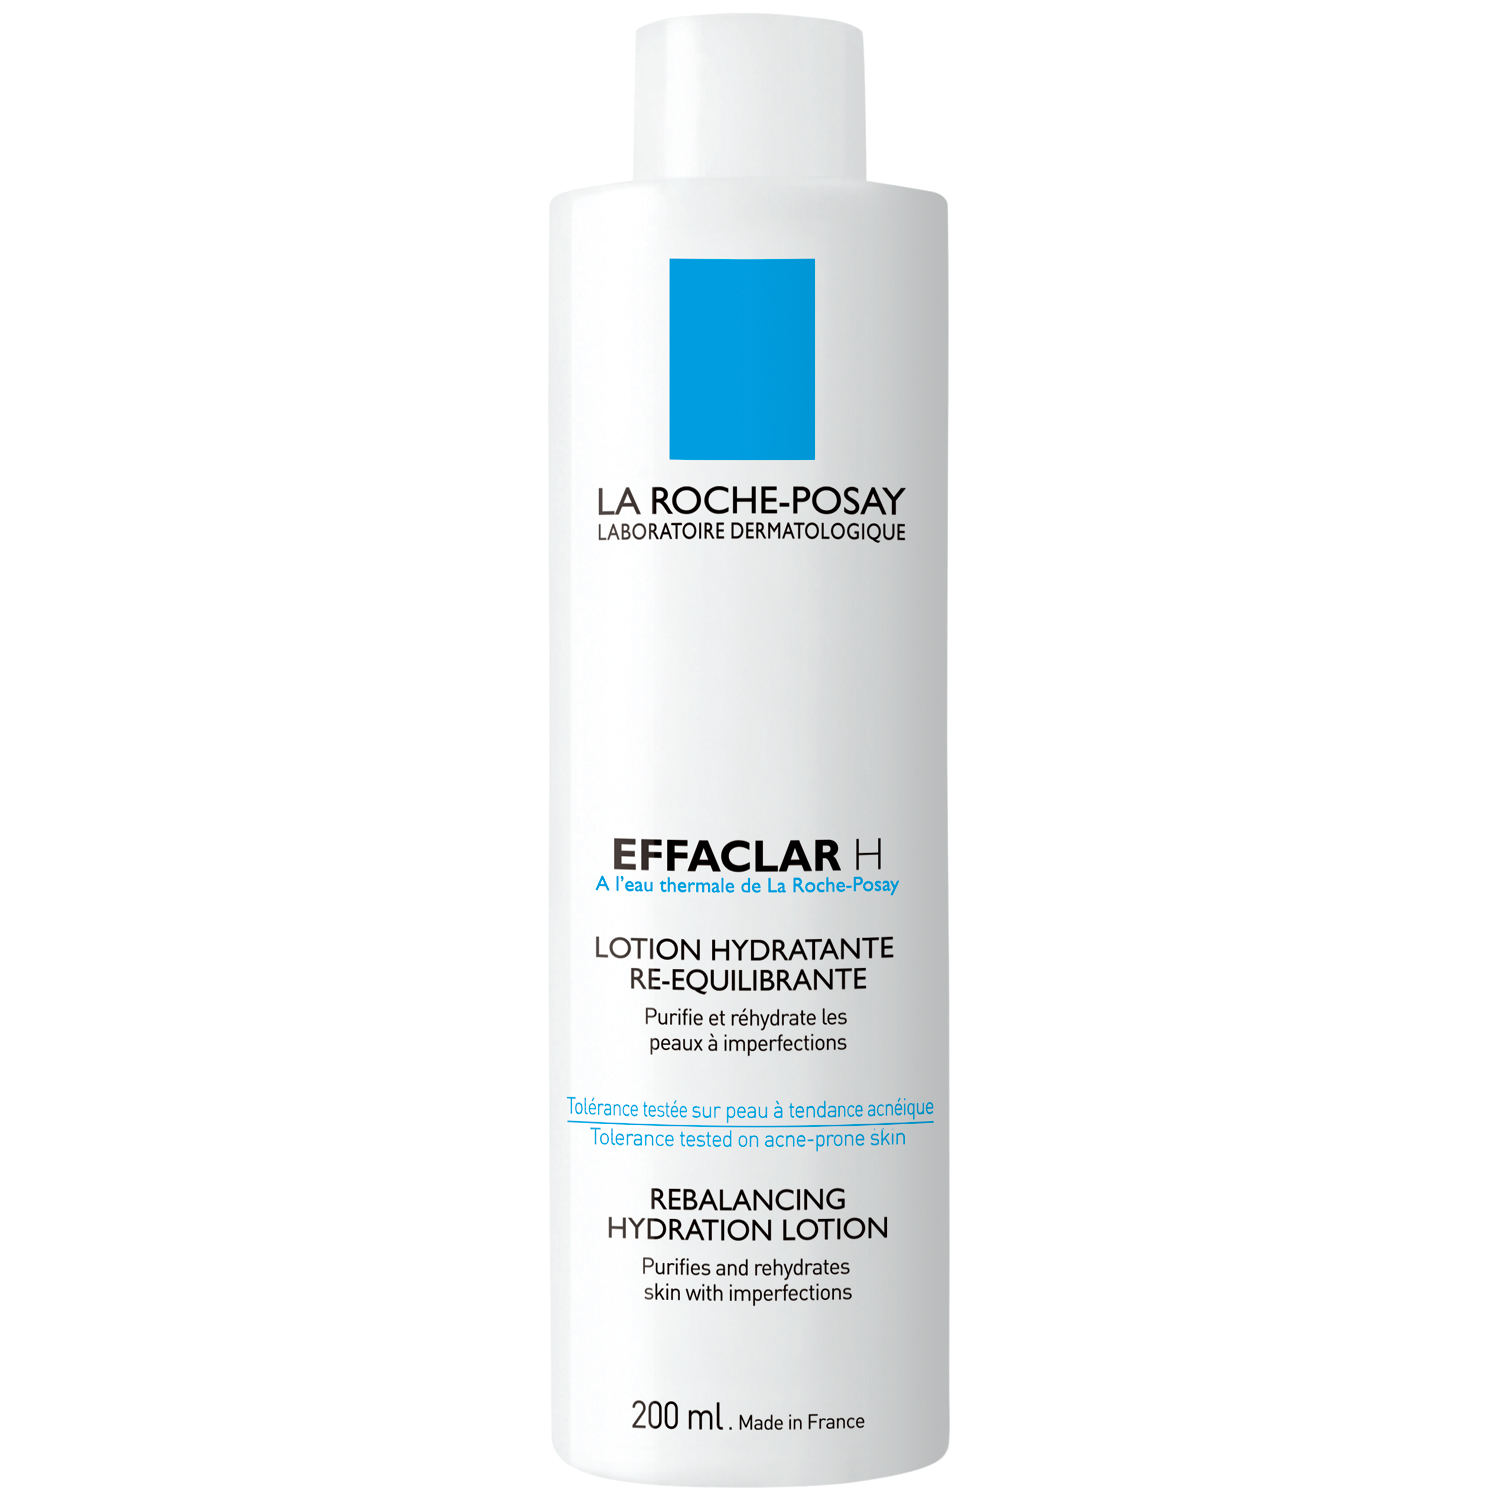 LA ROCHE-POSAY
LABORATOIRE DERMATOLOGIQUE
EFFACLAR H
A l'eau thermale de La Roche-Posay
LOTION HYDRATANTE
RE-EQUILIBRANTE
Purifie et réhydrate les
peaux à imperfections
Tolérance testée sur peau à tendance acnéique
Tolerance tested on acne-prone skin
REBALANCING
HYDRATION LOTION
Purifies and rehydrates
skin with imperfections
200 ml . Made in France